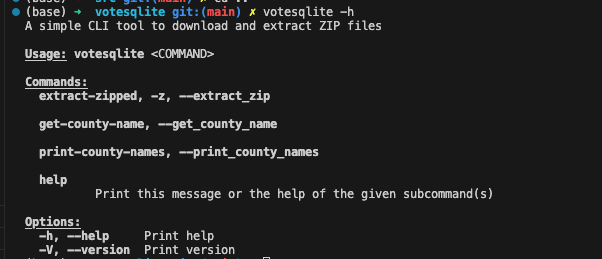 (base) → votesqlite git:(main) ✗ votesqlite -h
A simple CLI tool to download and extract ZIP files
Usage: votesqlite <COMMAND>
Commands:
extract-zipped, -z, --extract_zip
get-county-name, --get_county_name
print-county-names, --print_county_names
help
Print this message or the help of the given subcommand(s)
Options:
-h, --help Print help
-V, --version Print version